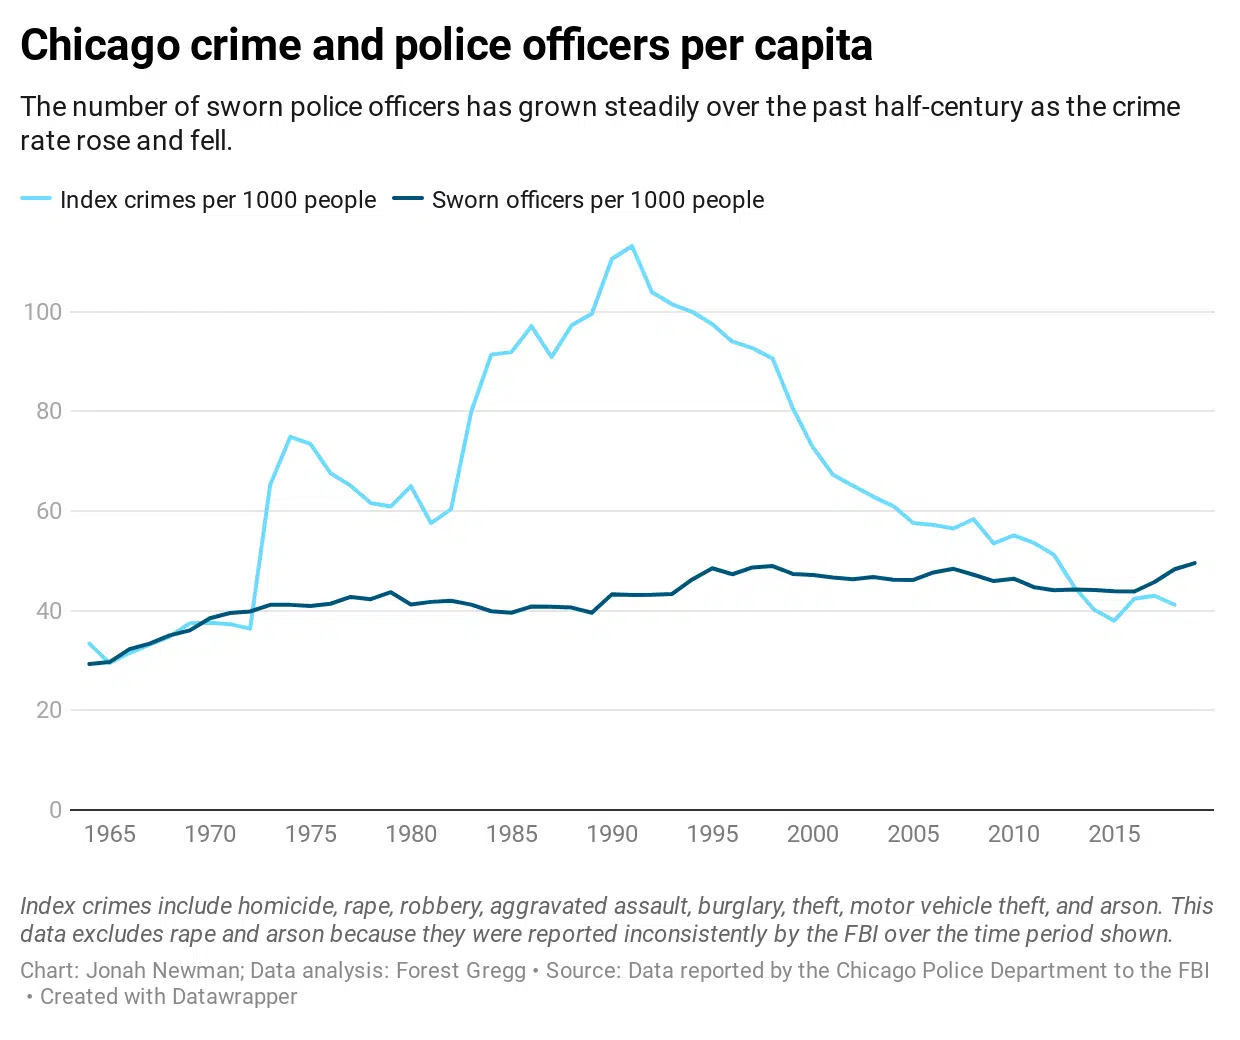 Chicago crime and police officers per capita
The number of sworn police officers has grown steadily over the past half-century as the crime
rate rose and fell.
Index crimes per 1000 people Sworn officers per 1000 people
100
80
60
40
20
0
1965 1970 1975 1980 1985 1990 1995 2000 2005 2010 2015
Index crimes include homicide, rape, robbery, aggravated assault, burglary, theft, motor vehicle theft, and arson. This
data excludes rape and arson because they were reported inconsistently by the FBI over the time period shown.
Chart: Jonah Newman; Data analysis: Forest Gregg • Source: Data reported by the Chicago Police Department to the FBI
• Created with Datawrapper